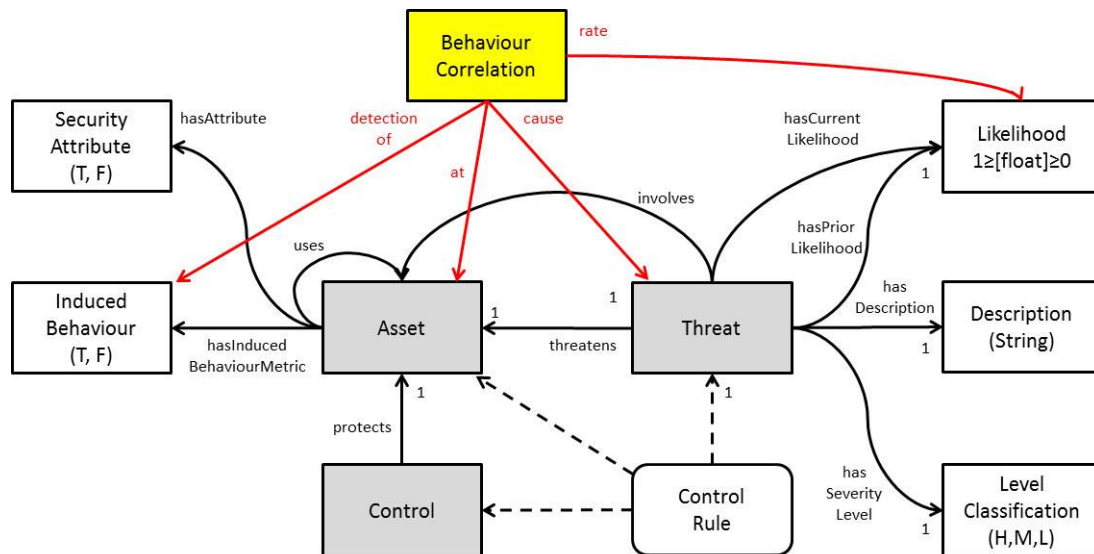 Behaviour
Correlation
rate
Security
Attribute
(T, F)
hasAttribute
detection
of
cause
hasCurrent
Likelihood
Likelihood
1≥[float]≥0
1
at
involves
hasPrior
Likelihood
uses
Induced
Behaviour
(T, F)
hasInduced
BehaviourMetric
Asset
1
1
threatens
Threat
has
Description
1
Description
(String)
protects
1
1
Control
Control
Rule
has
Severity
Level
1
Level
Classification
(H,M,L)